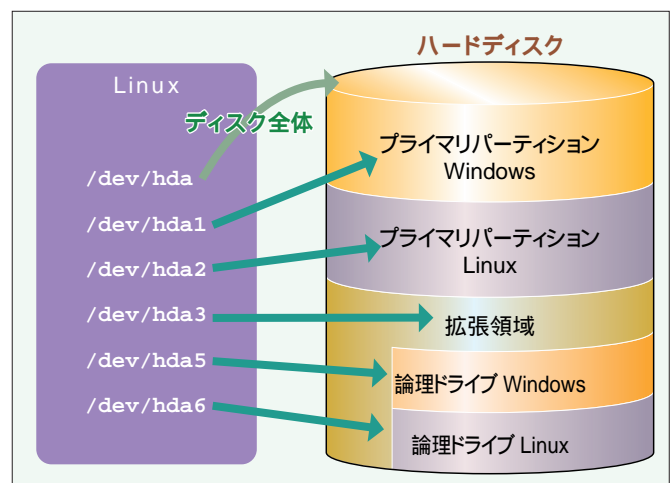 ハードディスク
Linux
ディスク全体
/dev/hda
/dev/hda1
/dev/hda2
/dev/hda3
/dev/hda5
/dev/hda6
プライマリパーティション
Windows
プライマリパーティション
Linux
拡張領域
論理ドライブ Windows
論理ドライブ Linux